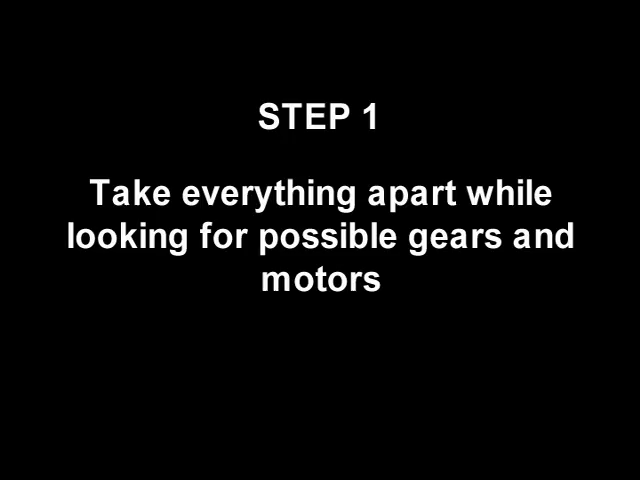 STEP 1
Take everything apart while
looking for possible gears and
motors